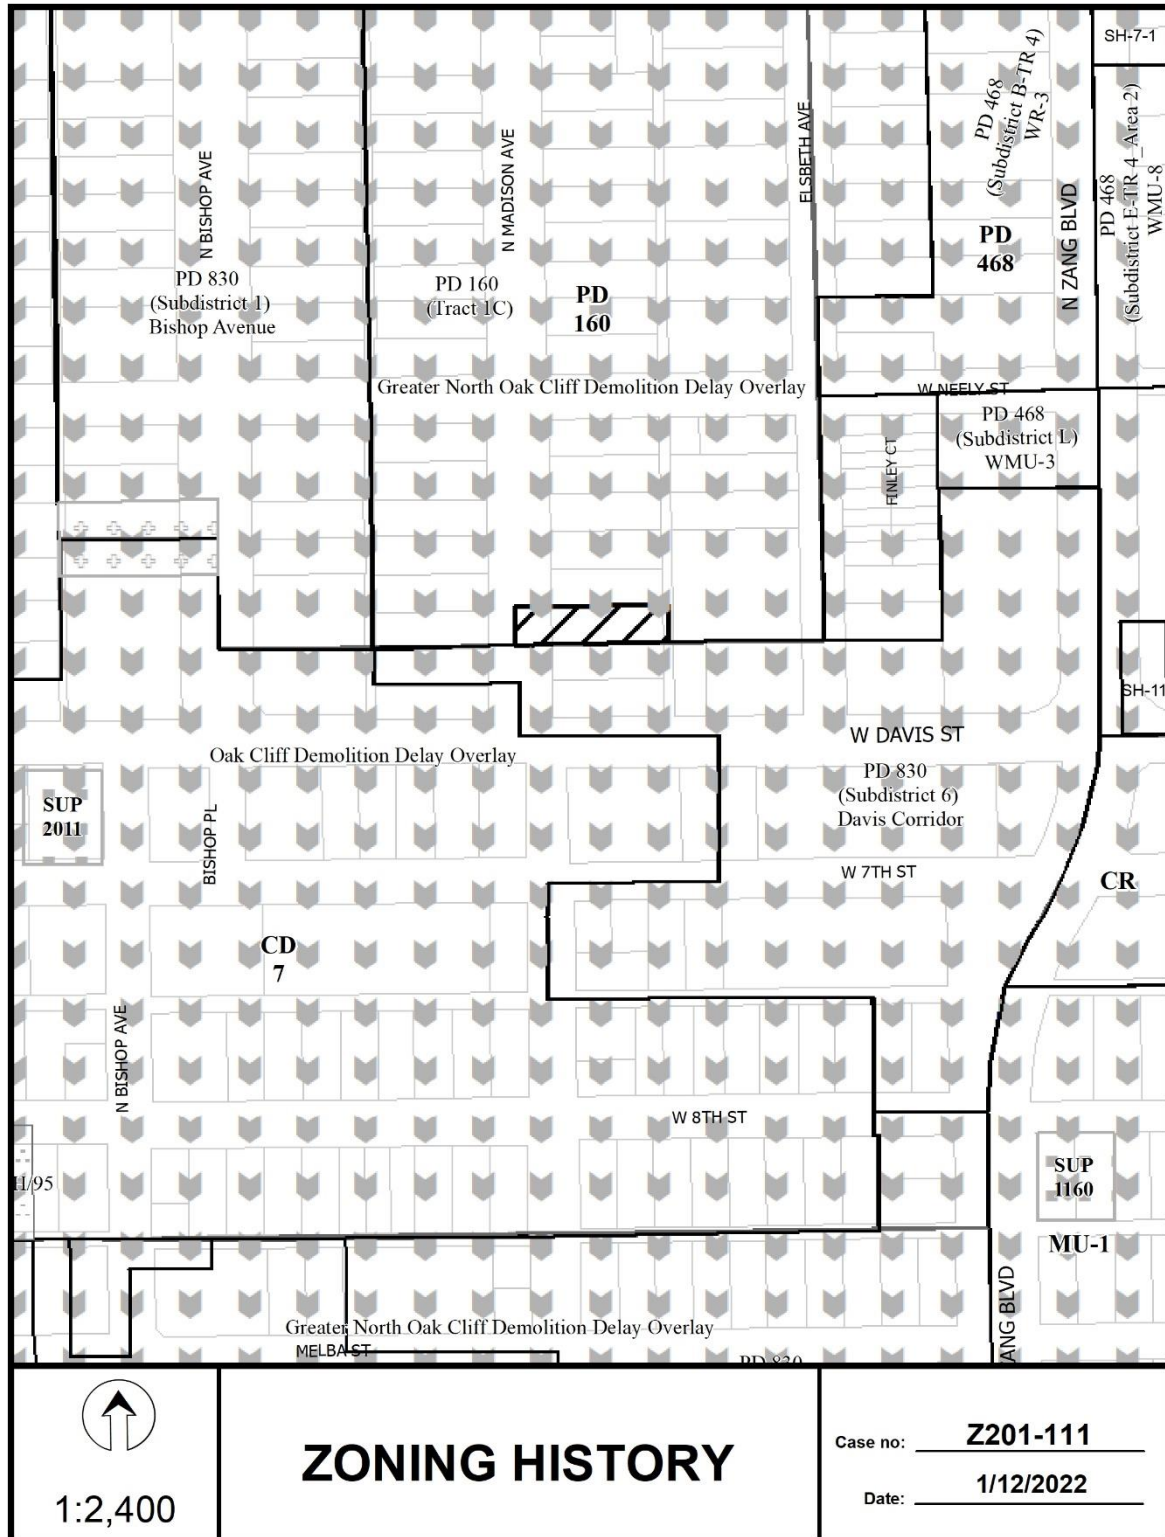 SH-7-1
PD 468
(Subdistrict B-TR 4)
WR-3
PD 468
(Subdistrict E-TR 4_Area 2)
WMU-8
N BISHOP AVE
N MADISON AVE
ELSBETH AVE
N ZANG BLVD
PD
468
PD 830
(Subdistrict 1)
Bishop Avenue
PD 160
(Tract 1C)
PD
160
Greater North Oak Cliff Demolition Delay Overlay
W NEELY ST
PD 468
(Subdistrict L)
WMU-3
FINLEY CT
SH-11
W DAVIS ST
Oak Cliff Demolition Delay Overlay
PD 830
(Subdistrict 6)
Davis Corridor
SUP
2011
BISHOP PL
W 7TH ST
CR
CD
7
N BISHOP AVE
W 8TH ST
H/95
SUP
1160
MU-1
ZANG BLVD
Greater North Oak Cliff Demolition Delay Overlay
MELBA ST
PD 830
1:2,400
ZONING HISTORY
Case no: Z201-111
Date: 1/12/2022